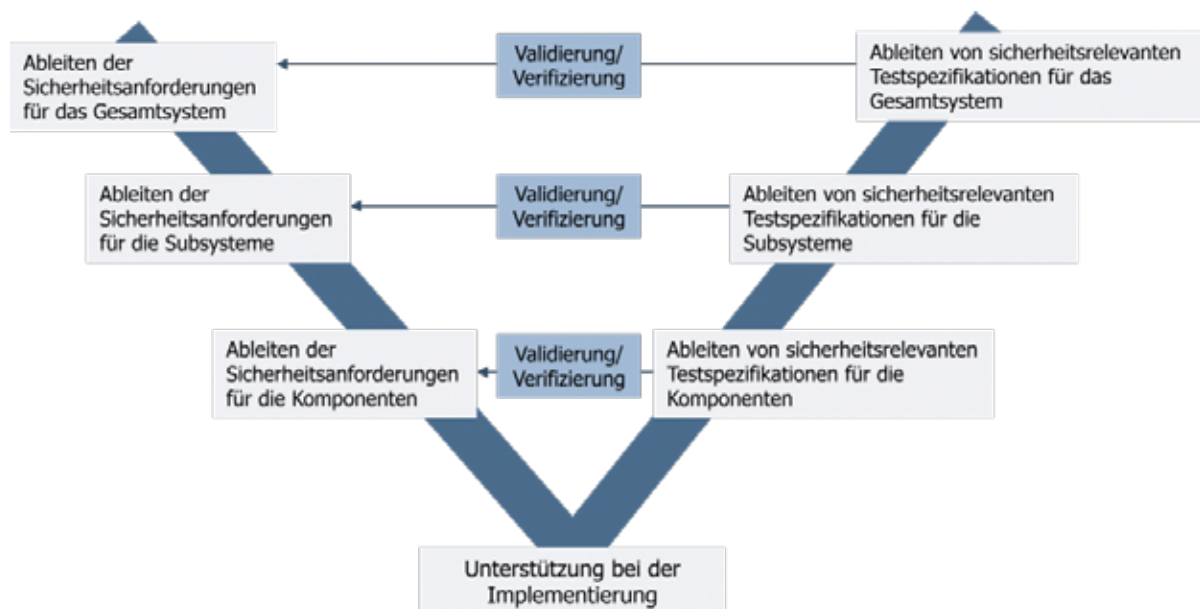 Ableiten der
Sicherheitsanforderungen
für das Gesamtsystem
Validierung/
Verifizierung
Ableiten von sicherheitsrelevanten
Testspezifikationen für das
Gesamtsystem
Ableiten der
Sicherheitsanforderungen
für die Subsysteme
Validierung/
Verifizierung
Ableiten von sicherheitsrelevanten
Testspezifikationen für die
Subsysteme
Ableiten der
Sicherheitsanforderungen
für die Komponenten
Validierung/
Verifizierung
Ableiten von sicherheitsrelevanten
Testspezifikationen für die
Komponenten
Unterstützung bei der
Implementierung